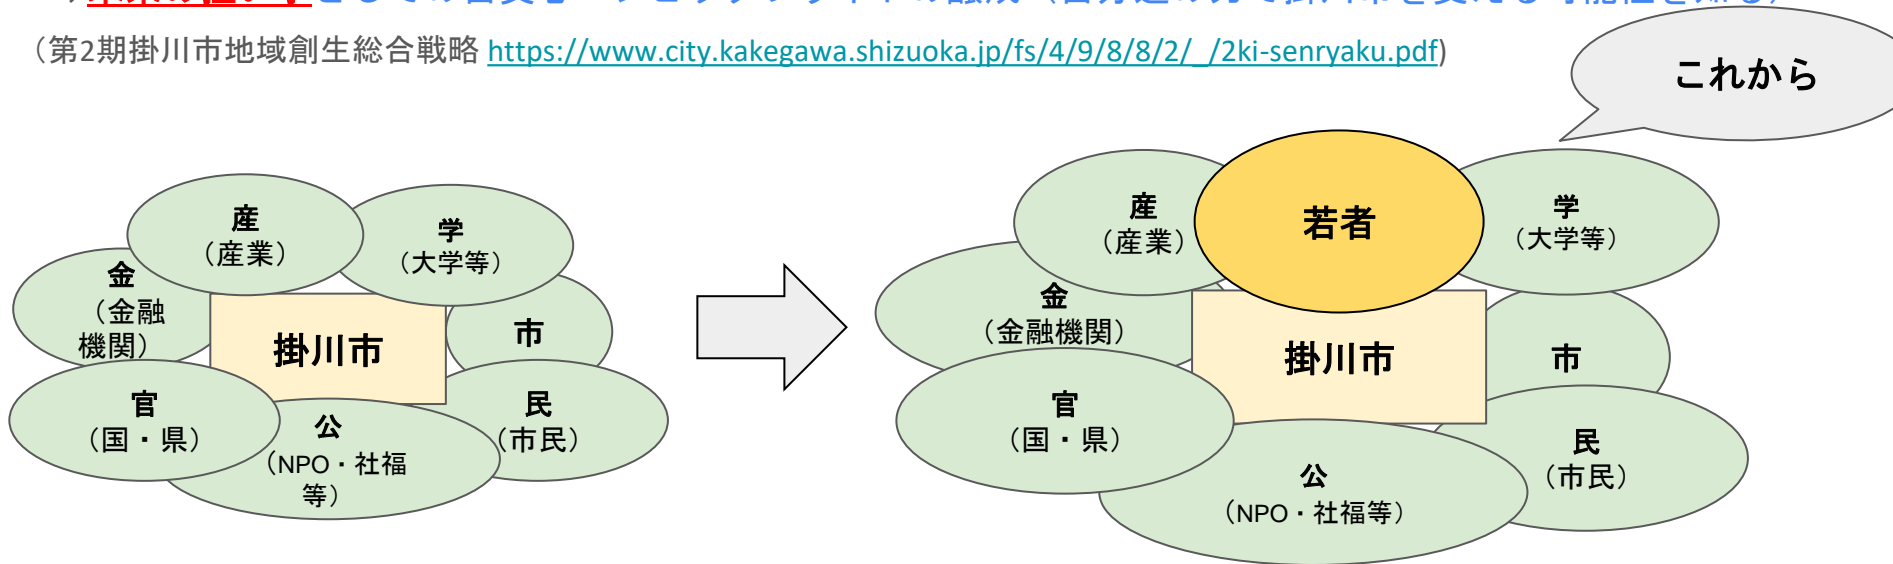 としての
（第2期掛川市地域創生総合戦略 https://www.city.kakegawa.shizuoka.jp/fs/4/9/8/8/2/_/2ki-senryaku.pdf)
これから
産
（産業）
学
（大学等）
金
（金融
機関）
掛川市
市
官
（国・県）
公
（NPO・社福
等）
民
（市民）
産
（産業）
若者
学
（大学等）
金
（金融機関）
掛川市
市
官
（国・県）
公
（NPO・社福等）
民
（市民）